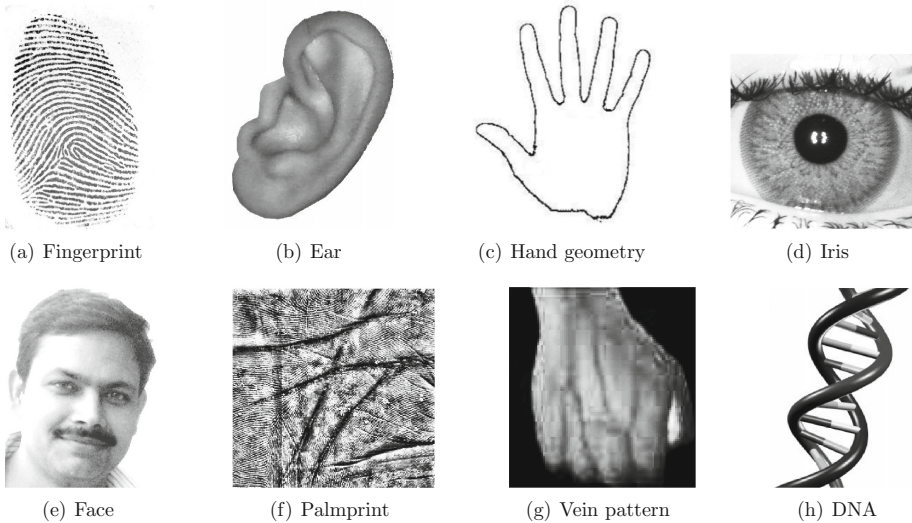 (a) Fingerprint
(b) Ear
(c) Hand geometry
(d) Iris
(e) Face
(f) Palmprint
(g) Vein pattern
(h) DNA